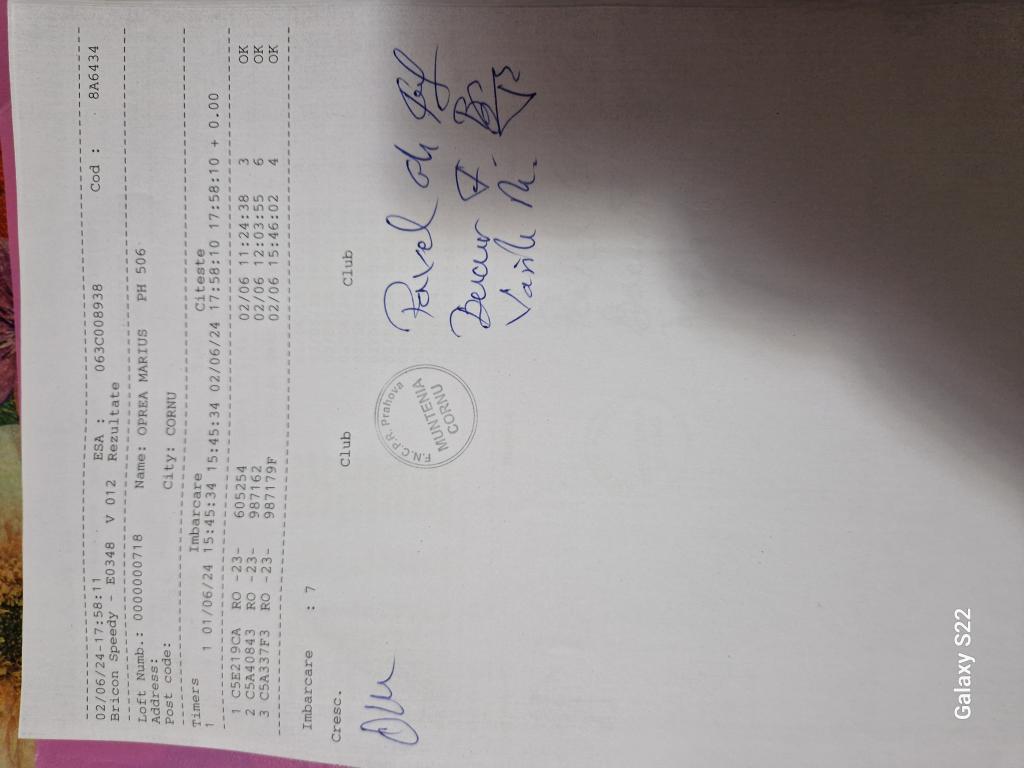 02/06/24-17:58:11 ESA : 063C008938 Cod : 8A6434
Bricon Speedy - E0348 V 012 Rezultate
Loft Numb.: 0000000718 Name: OPREA MARIUS PH 506
Address:
Post code: City: CORNU
Timers Imbarcare Citeste
1 1 01/06/24 15:45:34 15:45:34 02/06/24 17:58:10 17:58:10 + 0.00
1 C5E219CA RO -23- 605254 02/06 11:24:38 3 OK
2 C5A40843 RO -23- 987162 02/06 12:03:55 6 OK
3 C5A337F3 RO -23- 987179F 02/06 15:46:02 4 OK
Imbarcare : 7
Cresc. Club Club
F.N.C.P.R. Prahova
MUNTENIA
CORNU
Pavel
Galaxy S22